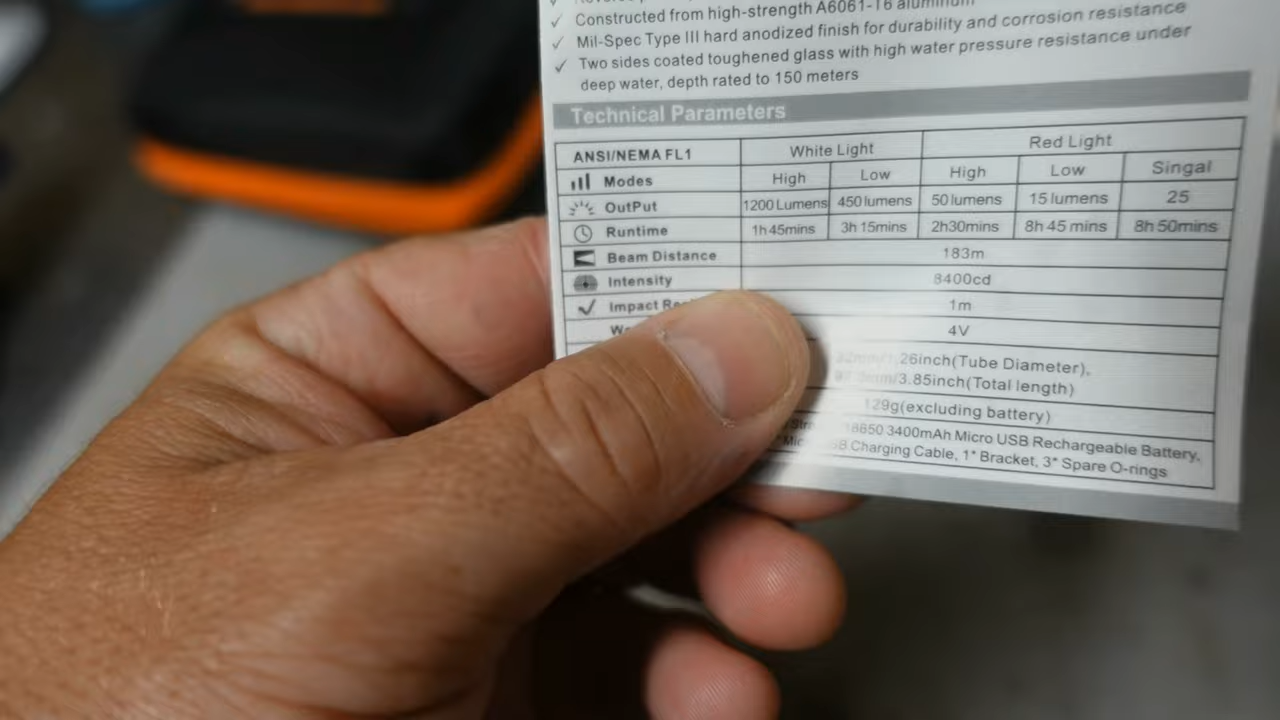 Constructed from high-strength A6061-T6 aluminum
Mil-Spec Type III hard anodized finish for durability and corrosion resistance
Two sides coated toughened glass with high water pressure resistance under
deep water, depth rated to 150 meters
Technical Parameters
ANSI/NEMA FL1 White Light Red Light
Modes High Low High Low Singal
OutPut 1200 Lumens 450 lumens 50 lumens 15 lumens 25
Runtime 1h 45mins 3h 15mins 2h30mins 8h 45 mins 8h 50mins
Beam Distance 183m
Intensity 8400cd
Impact 1m
4V
26inch(Tube Diameter),
/3.85inch(Total length)
129g(excluding battery)
18650 3400mAh Micro USB Rechargeable Battery,
Charging Cable, 1* Bracket, 3* Spare O-rings